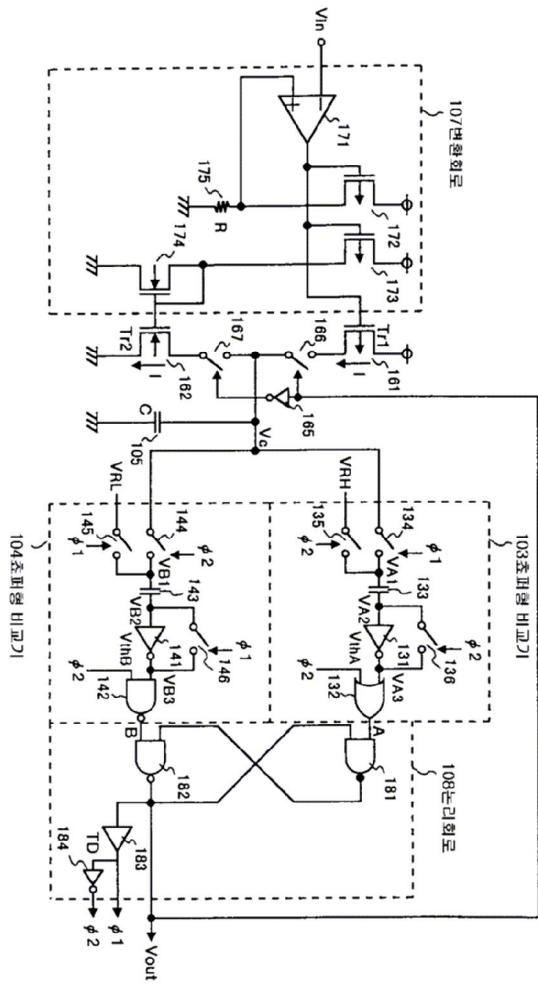 Vin
107변환회로
171
175
R
172
173
174
Tr1
161
I
166
167
Tr2
162
I
165
Vc
C
105
VRH
134
135
φ1
φ2
VA1
133
VA2
131
VthA
136
φ2
VA3
φ2
132
103쵸퍼형 비교기
VRL
144
145
φ2
φ1
VB1
143
VB2
141
VthB
146
φ1
VB3
φ2
142
104쵸퍼형 비교기
A
181
B
182
108논리회로
183
TD
184
φ1
φ2
Vout